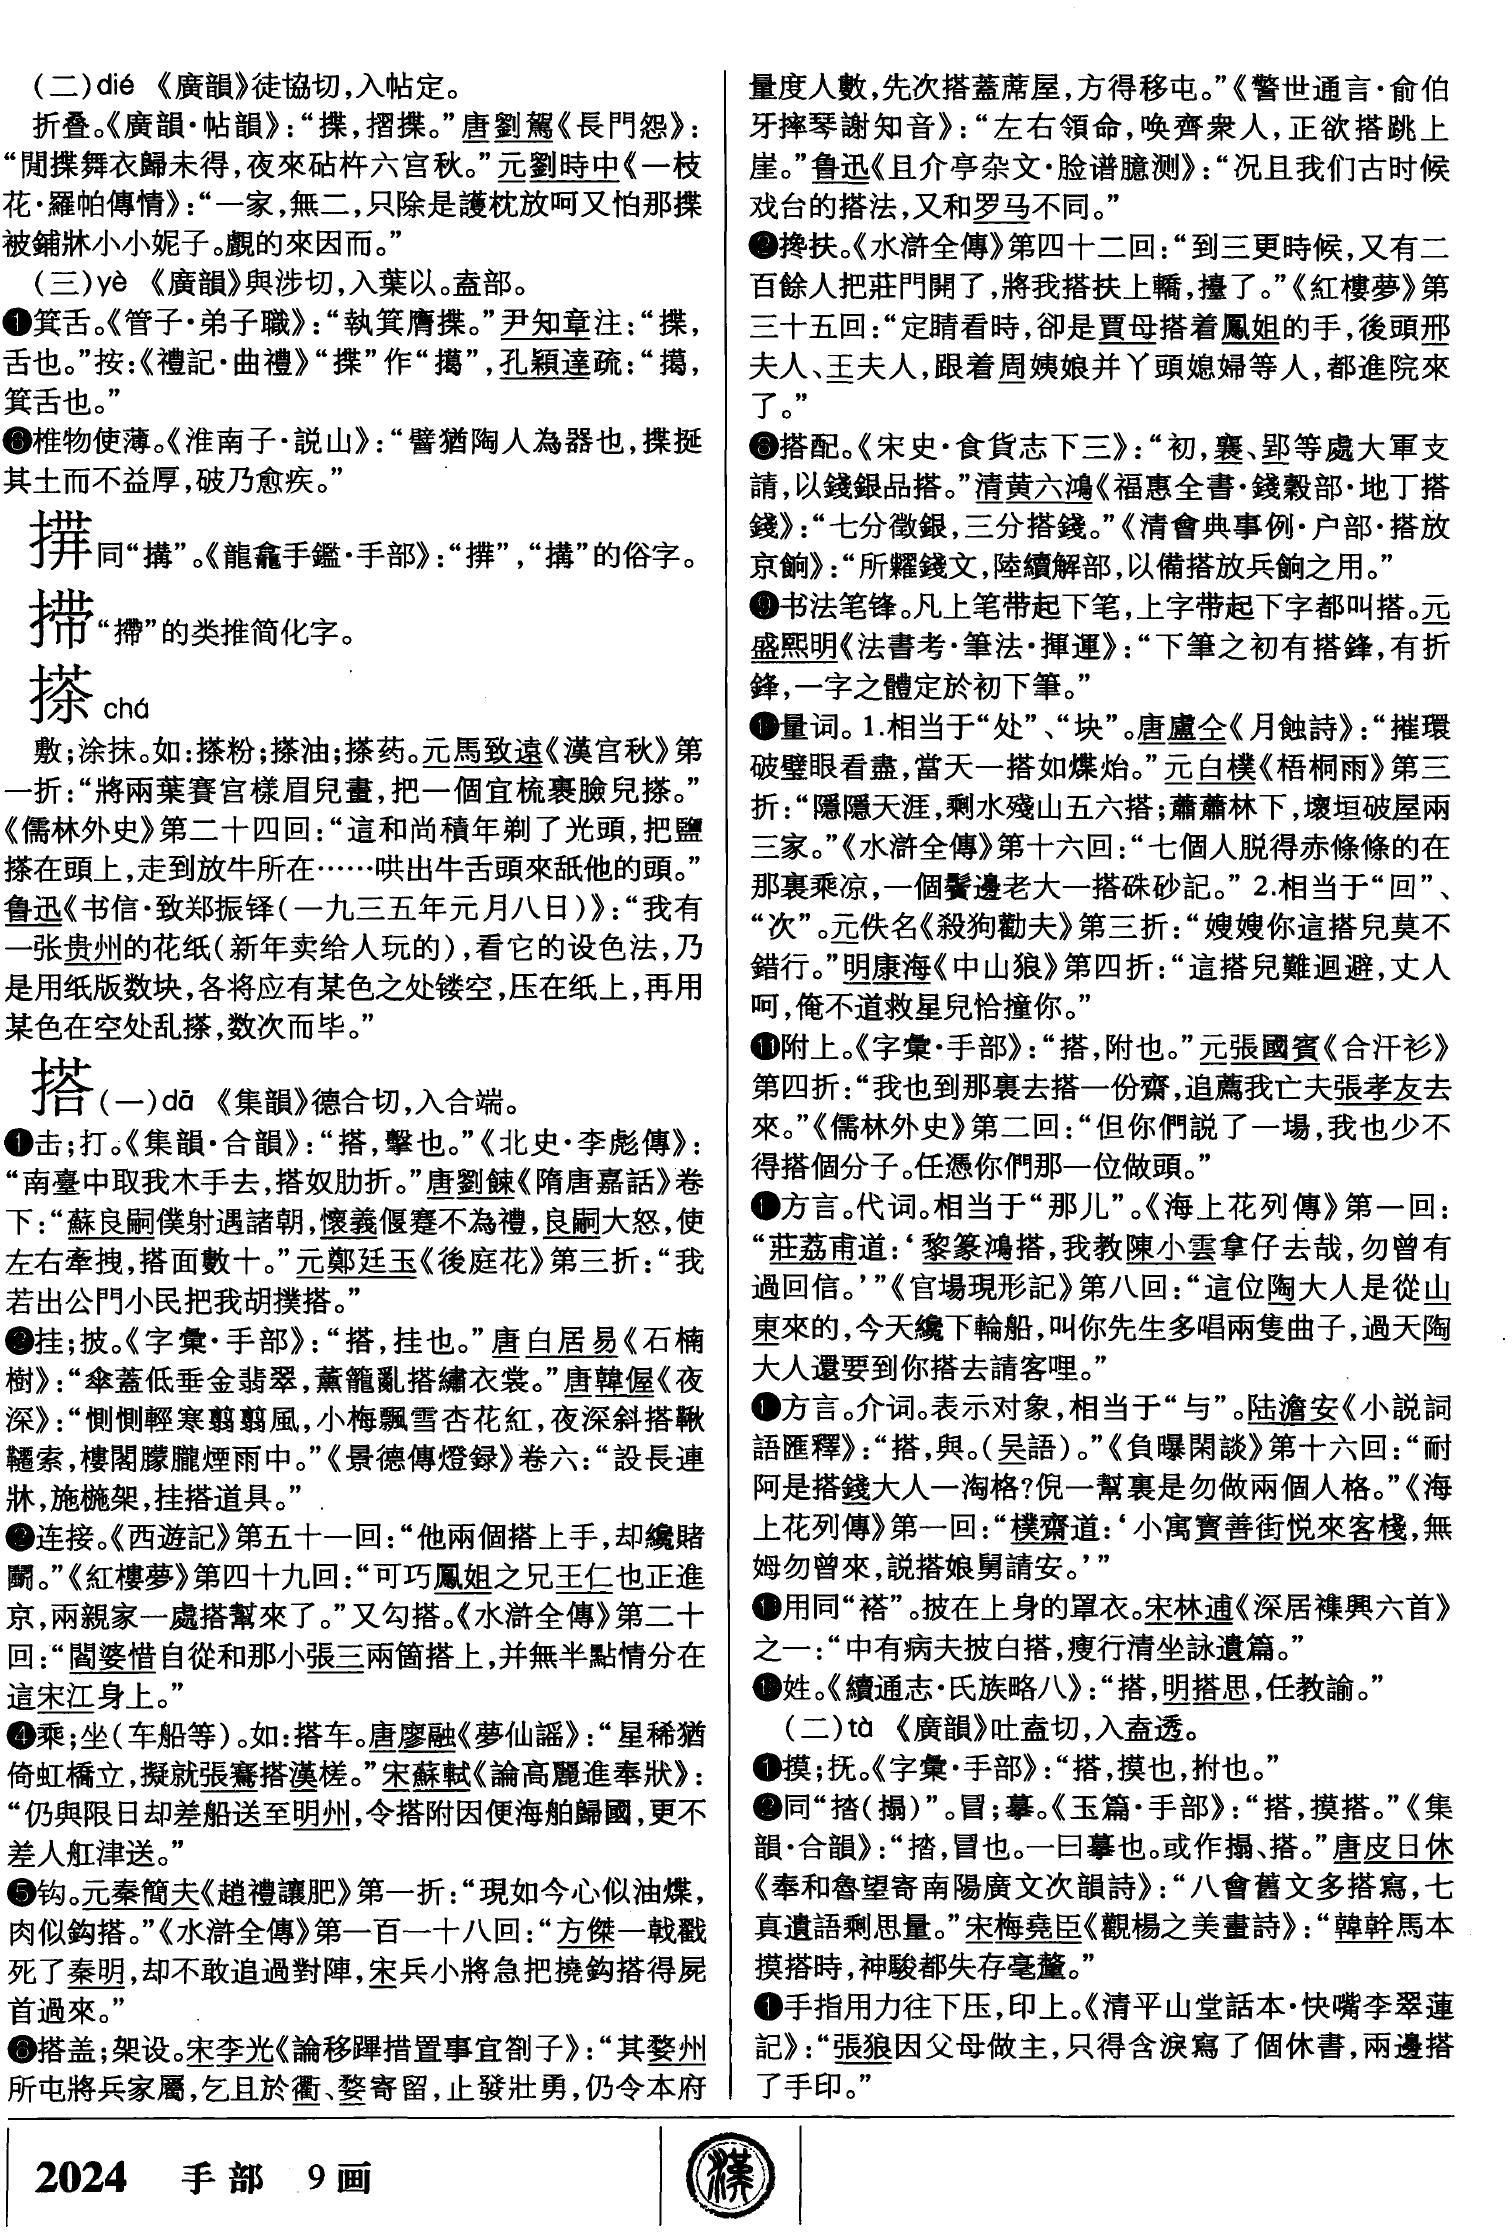 (二)dié 《廣韻》徒協切,入帖定。
折叠。《廣韻·帖韻》:“揲,摺揲。”唐劉駕《長門怨》:
“閒揲舞衣歸未得,夜來砧杵六宫秋。”元劉時中《一枝
花·羅帕傳情》:“一家,無二,只除是護枕放呵又怕那揲
被鋪牀小小妮子。覷的來因而。”
(三)yè 《廣韻》與涉切,入葉以。盍部。
❶箕舌。《管子·弟子職》:“執箕膺揲。”尹知章注:“揲,
舌也。”按:《禮記·曲禮》“揲”作“擖”,孔穎達疏:“擖,
箕舌也。”
椎物使薄。《淮南子·説山》:“譬猶陶人為器也,揲挺
其土而不益厚,破乃愈疾。”
同“搆”。《龍龕手鑑·手部》:“”,“搆”的俗字。
“摕”的类推简化字。
搽 chá
敷;涂抹。如:搽粉;搽油;搽药。元馬致遠《漢宫秋》第
一折:“將兩葉賽宫樣眉兒畫,把一個宜梳裹臉兒搽。”
《儒林外史》第二十四回:“這和尚積年剃了光頭,把鹽
搽在頭上,走到放牛所在……哄出牛舌頭來舐他的頭。”
鲁迅《书信·致郑振铎(一九三五年元月八日)》:“我有
一张贵州的花纸(新年卖给人玩的),看它的设色法,乃
是用纸版数块,各将应有某色之处镂空,压在纸上,再用
某色在空处乱搽,数次而毕。”
搭 (一)dā 《集韻》德合切,入合端。
❶击;打。《集韻·合韻》:“搭,擊也。”《北史·李彪傳》:
“南臺中取我木手去,搭奴肋折。”唐劉餗《隋唐嘉話》卷
下:“蘇良嗣僕射遇諸朝,懷義偃蹇不為禮,良嗣大怒,使
左右牽拽,搭面數十。”元鄭廷玉《後庭花》第三折:“我
若出公門小民把我胡撲搭。”
❷挂;披。《字彙·手部》:“搭,挂也。”唐白居易《石楠
樹》:“傘蓋低垂金翡翠,薰籠亂搭繡衣裳。”唐韓偓《夜
深》:“惻惻輕寒翦翦風,小梅飄雪杏花紅,夜深斜搭鞦
韆索,樓閣朦朧煙雨中。”《景德傳燈録》卷六:“設長連
牀,施椸架,挂搭道具。”
连接。《西遊記》第五十一回:“他兩個搭上手,却纔賭
鬭。”《紅樓夢》第四十九回:“可巧鳳姐之兄王仁也正進
京,兩親家一處搭幫來了。”又勾搭。《水滸全傳》第二十
回:“閻婆惜自從和那小張三兩箇搭上,并無半點情分在
這宋江身上。”
❹乘;坐(车船等)。如:搭车。唐廖融《夢仙謡》:“星稀猶
倚虹橋立,擬就張騫搭漢槎。”宋蘇軾《論高麗進奉狀》:
“仍與限日却差船送至明州,令搭附因便海舶歸國,更不
差人舡津送。”
❺钩。元秦簡夫《趙禮讓肥》第一折:“現如今心似油煠,
肉似鈎搭。”《水滸全傳》第一百一十八回:“方傑一戟戳
死了秦明,却不敢追過對陣,宋兵小將急把撓鈎搭得屍
首過來。”
❻搭盖;架设。宋李光《論移蹕措置事宜劄子》:“其婺州
所屯將兵家屬,乞且於衢、婺寄留,止發壯勇,仍令本府
量度人數,先次搭蓋蓆屋,方得移屯。”《警世通言·俞伯
牙摔琴謝知音》:“左右領命,唤齊衆人,正欲搭跳上
崖。”鲁迅《且介亭杂文·脸谱臆测》:“况且我们古时候
戏台的搭法,又和罗马不同。”
搀扶。《水滸全傳》第四十二回:“到三更時候,又有二
百餘人把莊門開了,將我搭扶上轎,擡了。”《紅樓夢》第
三十五回:“定睛看時,卻是賈母搭着鳳姐的手,後頭邢
夫人、王夫人,跟着周姨娘并丫頭媳婦等人,都進院來
了。”
搭配。《宋史·食貨志下三》:“初,襄、郢等處大軍支
請,以錢銀品搭。”清黄六鴻《福惠全書·錢穀部·地丁搭
錢》:“七分徵銀,三分搭錢。”《清會典事例·户部·搭放
京餉》:“所糶錢文,陸續解部,以備搭放兵餉之用。”
❾书法笔锋。凡上笔带起下笔,上字带起下字都叫搭。元
盛熙明《法書考·筆法·揮運》:“下筆之初有搭鋒,有折
鋒,一字之體定於初下筆。”
量词。1.相当于“处”、“块”。唐盧仝《月蝕詩》:“摧環
破璧眼看盡,當天一搭如煤炲。”元白樸《梧桐雨》第三
折:“隱隱天涯,剩水殘山五六搭;蕭蕭林下,壞垣破屋兩
三家。”《水滸全傳》第十六回:“七個人脱得赤條條的在
那裏乘凉,一個鬢邊老大一搭硃砂記。” 2.相当于“回”、
“次”。元佚名《殺狗勸夫》第三折:“嫂嫂你這搭兒莫不
錯行。”明康海《中山狼》第四折:“這搭兒難迴避,丈人
呵,俺不道救星兒恰撞你。”
⓫附上。《字彙·手部》:“搭,附也。”元張國賓《合汗衫》
第四折:“我也到那裏去搭一份齋,追薦我亡夫張孝友去
來。”《儒林外史》第二回:“但你們説了一場,我也少不
得搭個分子。任憑你們那一位做頭。”
方言。代词。相当于“那儿”。《海上花列傳》第一回:
“莊荔甫道:‘黎篆鴻搭,我教陳小雲拿仔去哉,勿曾有
過回信。’”《官場現形記》第八回:“這位陶大人是從山
東來的,今天纔下輪船,叫你先生多唱兩隻曲子,過天陶
大人還要到你搭去請客哩。”
方言。介词。表示对象,相当于“与”。陆澹安《小説詞
語匯釋》:“搭,與。(吴語)。”《負曝閑談》第十六回:“耐
阿是搭錢大人一淘格?倪一幫裏是勿做兩個人格。”《海
上花列傳》第一回:“樸齋道:‘小寓寶善街悦來客棧,無
姆勿曾來,説搭娘舅請安。’”
用同“褡”。披在上身的罩衣。宋林逋《深居襍興六首》
之一:“中有病夫披白搭,瘦行清坐詠遺篇。”
姓。《續通志·氏族略八》:“搭,明搭思,任教諭。”
(二)tà 《廣韻》吐盍切,入盍透。
❶摸;抚。《字彙·手部》:“搭,摸也,拊也。”
❷同“揸(搨)”。冒;摹。《玉篇·手部》:“搭,摸搭。”《集
韻·合韻》:“,冒也。一曰摹也。或作搨、搭。”唐皮日休
《奉和魯望寄南陽廣文次韻詩》:“八會舊文多搭寫,七
真遺語剩思量。”宋梅堯臣《觀楊之美畫詩》:“韓幹馬本
摸搭時,神駿都失存毫釐。”
手指用力往下压,印上。《清平山堂話本·快嘴李翠蓮
記》:“張狼因父母做主,只得含淚寫了個休書,兩邊搭
了手印。”
2024 手部 9画
漢